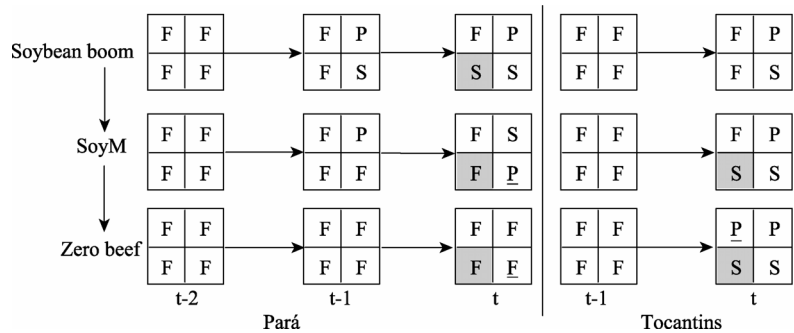 F F F P F P F F F P
Soybean boom
F F F S S S F F F S
F F F P F S F F F P
SoyM
F F F F F P F F S S
F F F F F F F F P P
Zero beef
F F F F F F F F S S
t-2 t-1 t t-1 t
Pará Tocantins